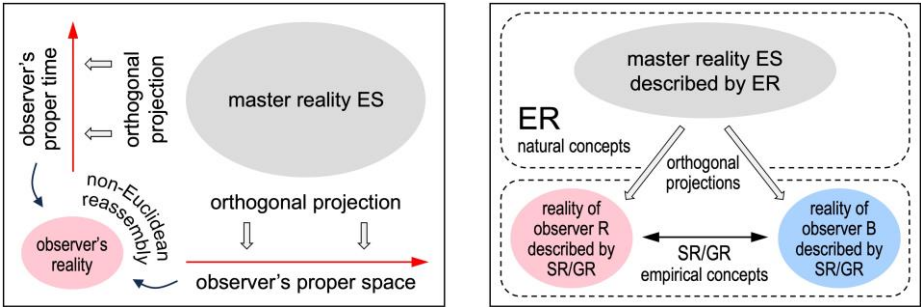 observer's
proper time
orthogonal
projection
master reality ES
non-Euclidean
reassembly
orthogonal projection
observer's
reality
observer's proper space
master reality ES
described by ER
ER
natural concepts
orthogonal
projections
reality of
observer R
described by
SR/GR
SR/GR
empirical concepts
reality of
observer B
described by
SR/GR